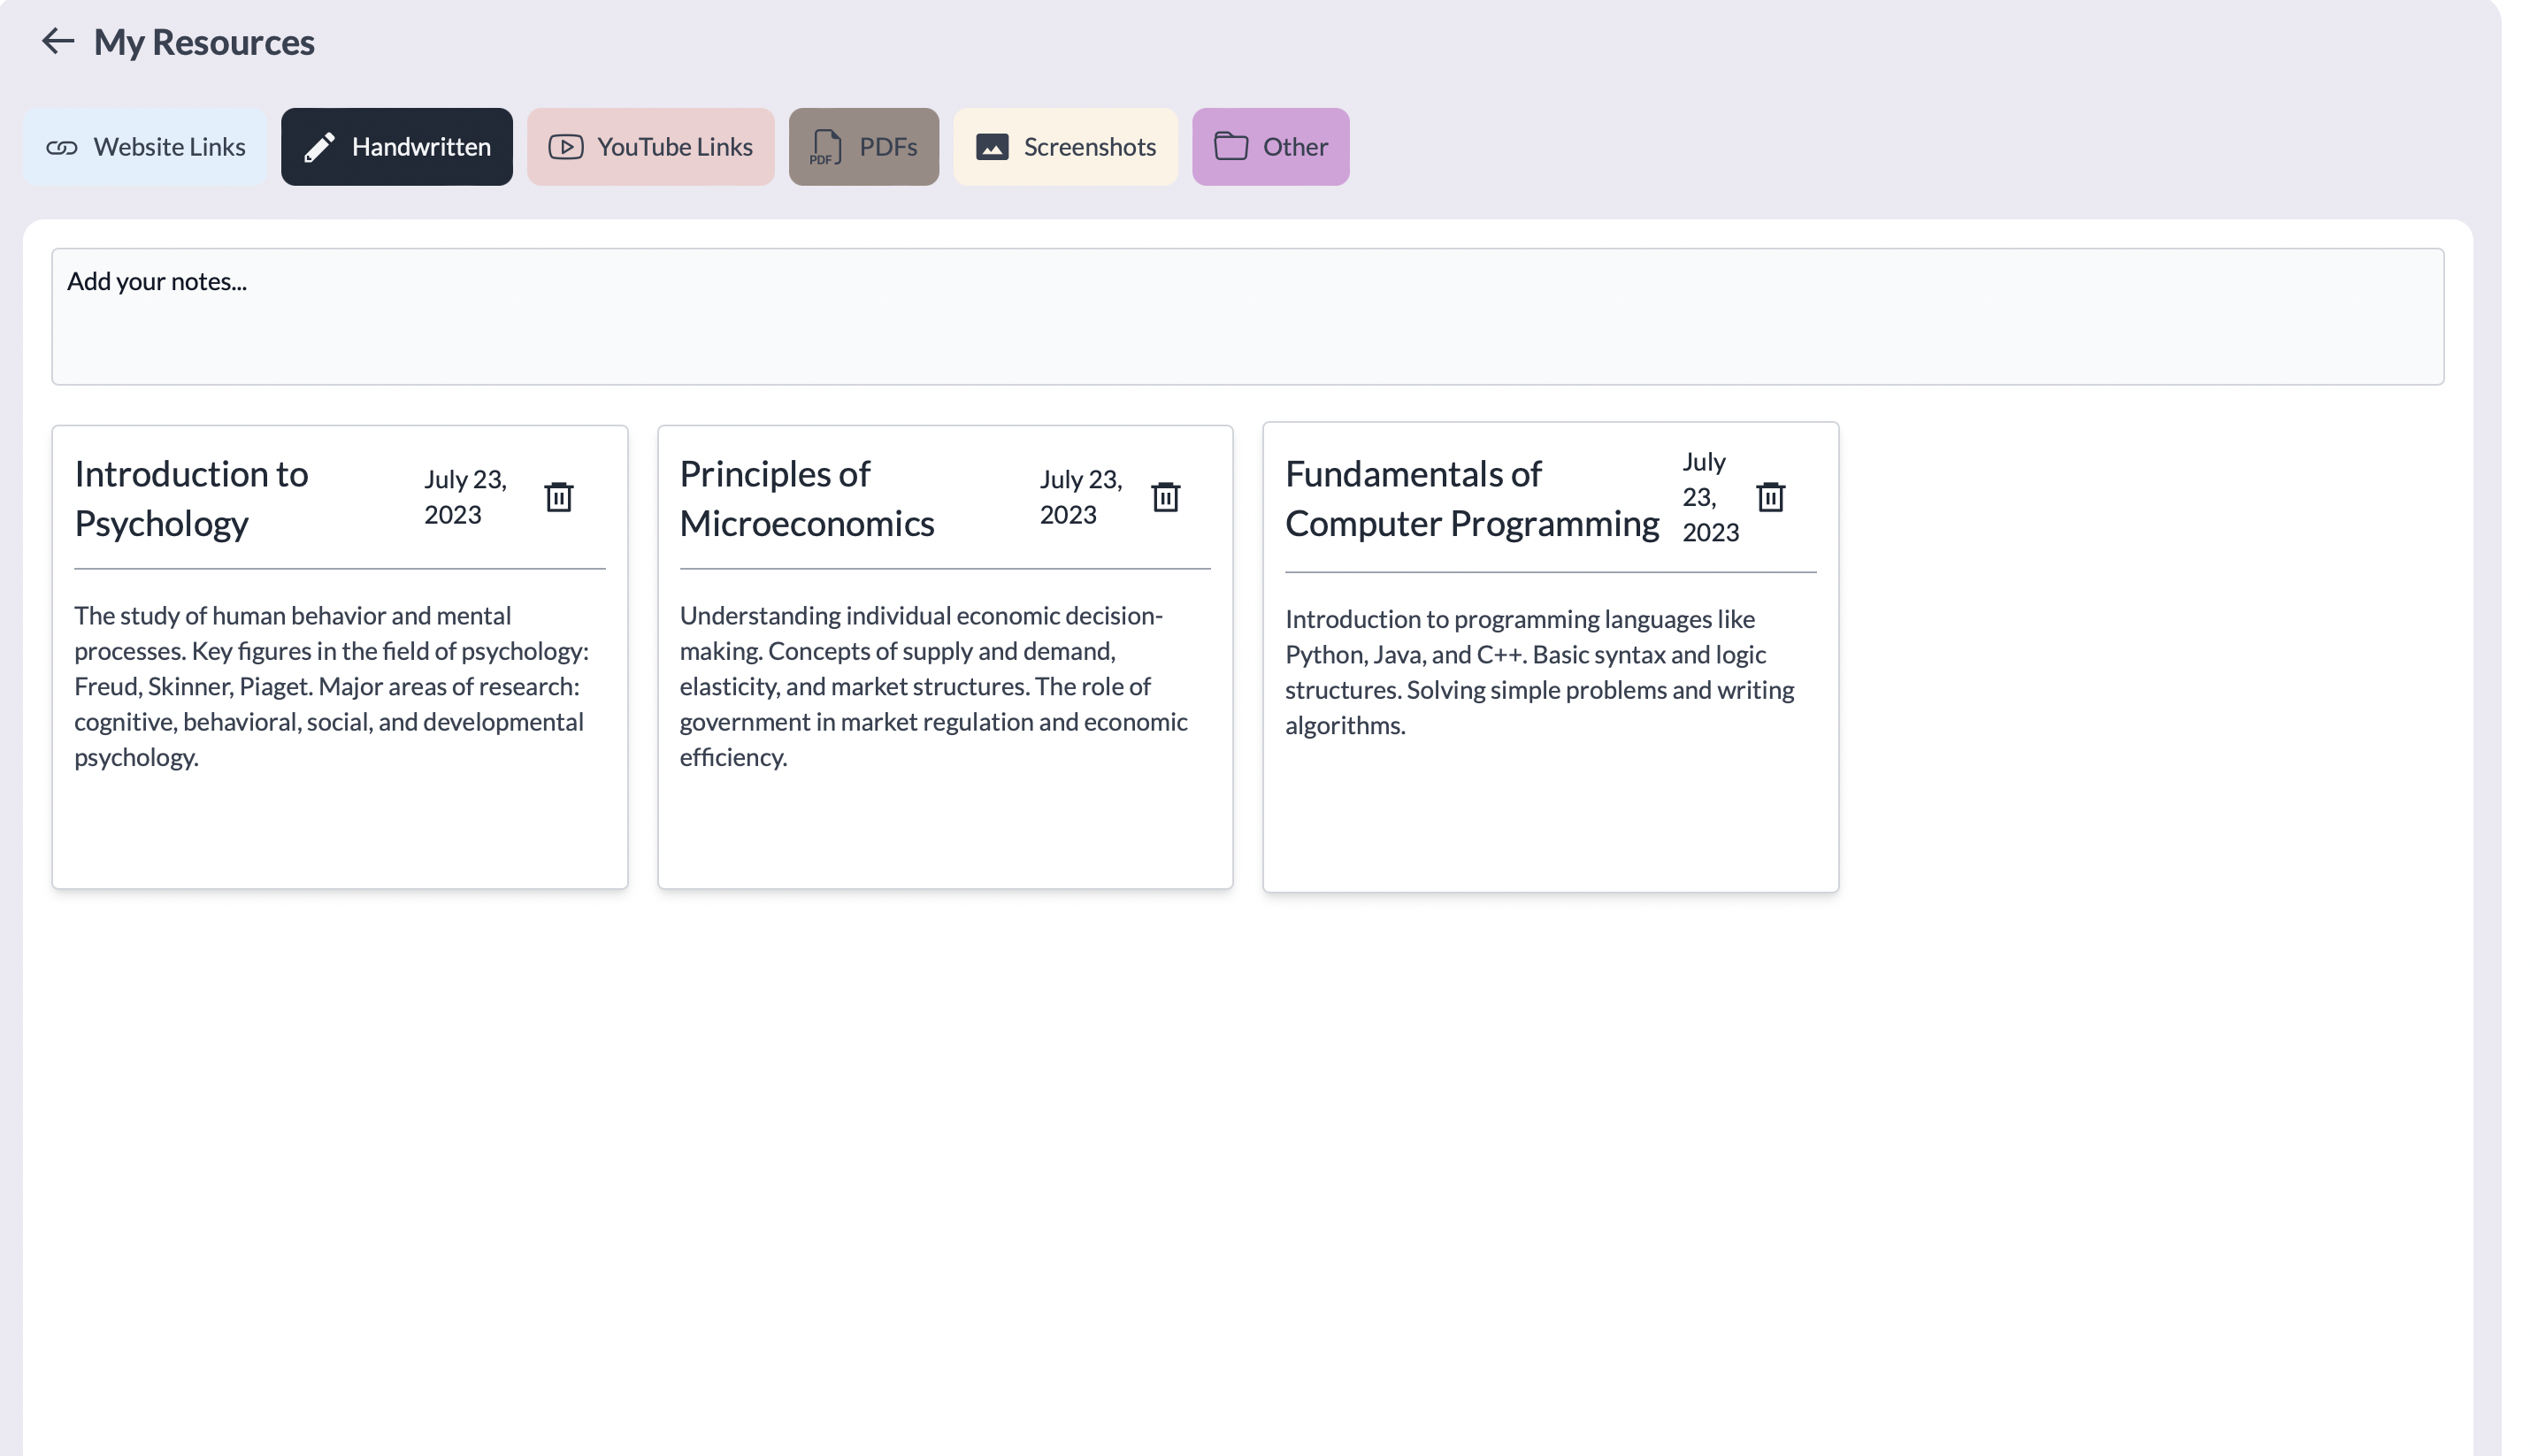 My Resources
Website Links
Handwritten
YouTube Links
PDF
PDFs
Screenshots
Other
Add your notes...
Introduction to
Psychology
July 23,
2023
The study of human behavior and mental
processes. Key figures in the field of psychology:
Freud, Skinner, Piaget. Major areas of research:
cognitive, behavioral, social, and developmental
psychology.
Principles of
Microeconomics
July 23,
2023
Understanding individual economic decision-
making. Concepts of supply and demand,
elasticity, and market structures. The role of
government in market regulation and economic
efficiency.
Fundamentals of
Computer Programming
July
23,
2023
Introduction to programming languages like
Python, Java, and C++. Basic syntax and logic
structures. Solving simple problems and writing
algorithms.